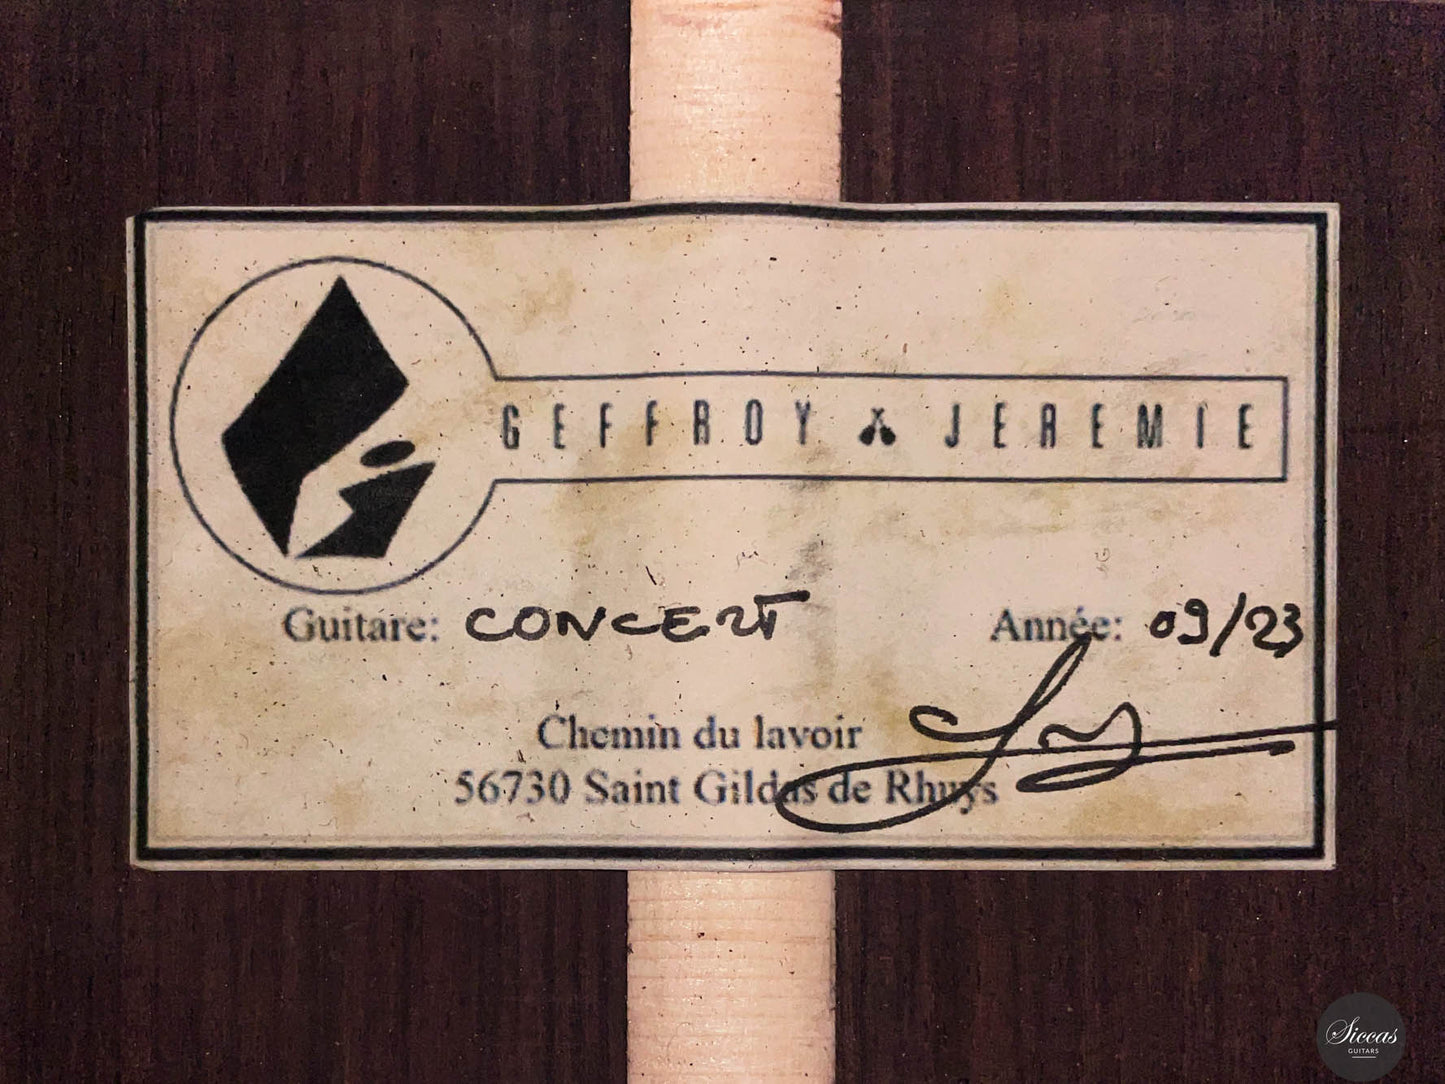 GEFFROY JEREMIE
Guitare: CONCERT Année: 09/23
Chemin du lavoir
56730 Saint Gildas de Rhuys
Siccas
GUITARS